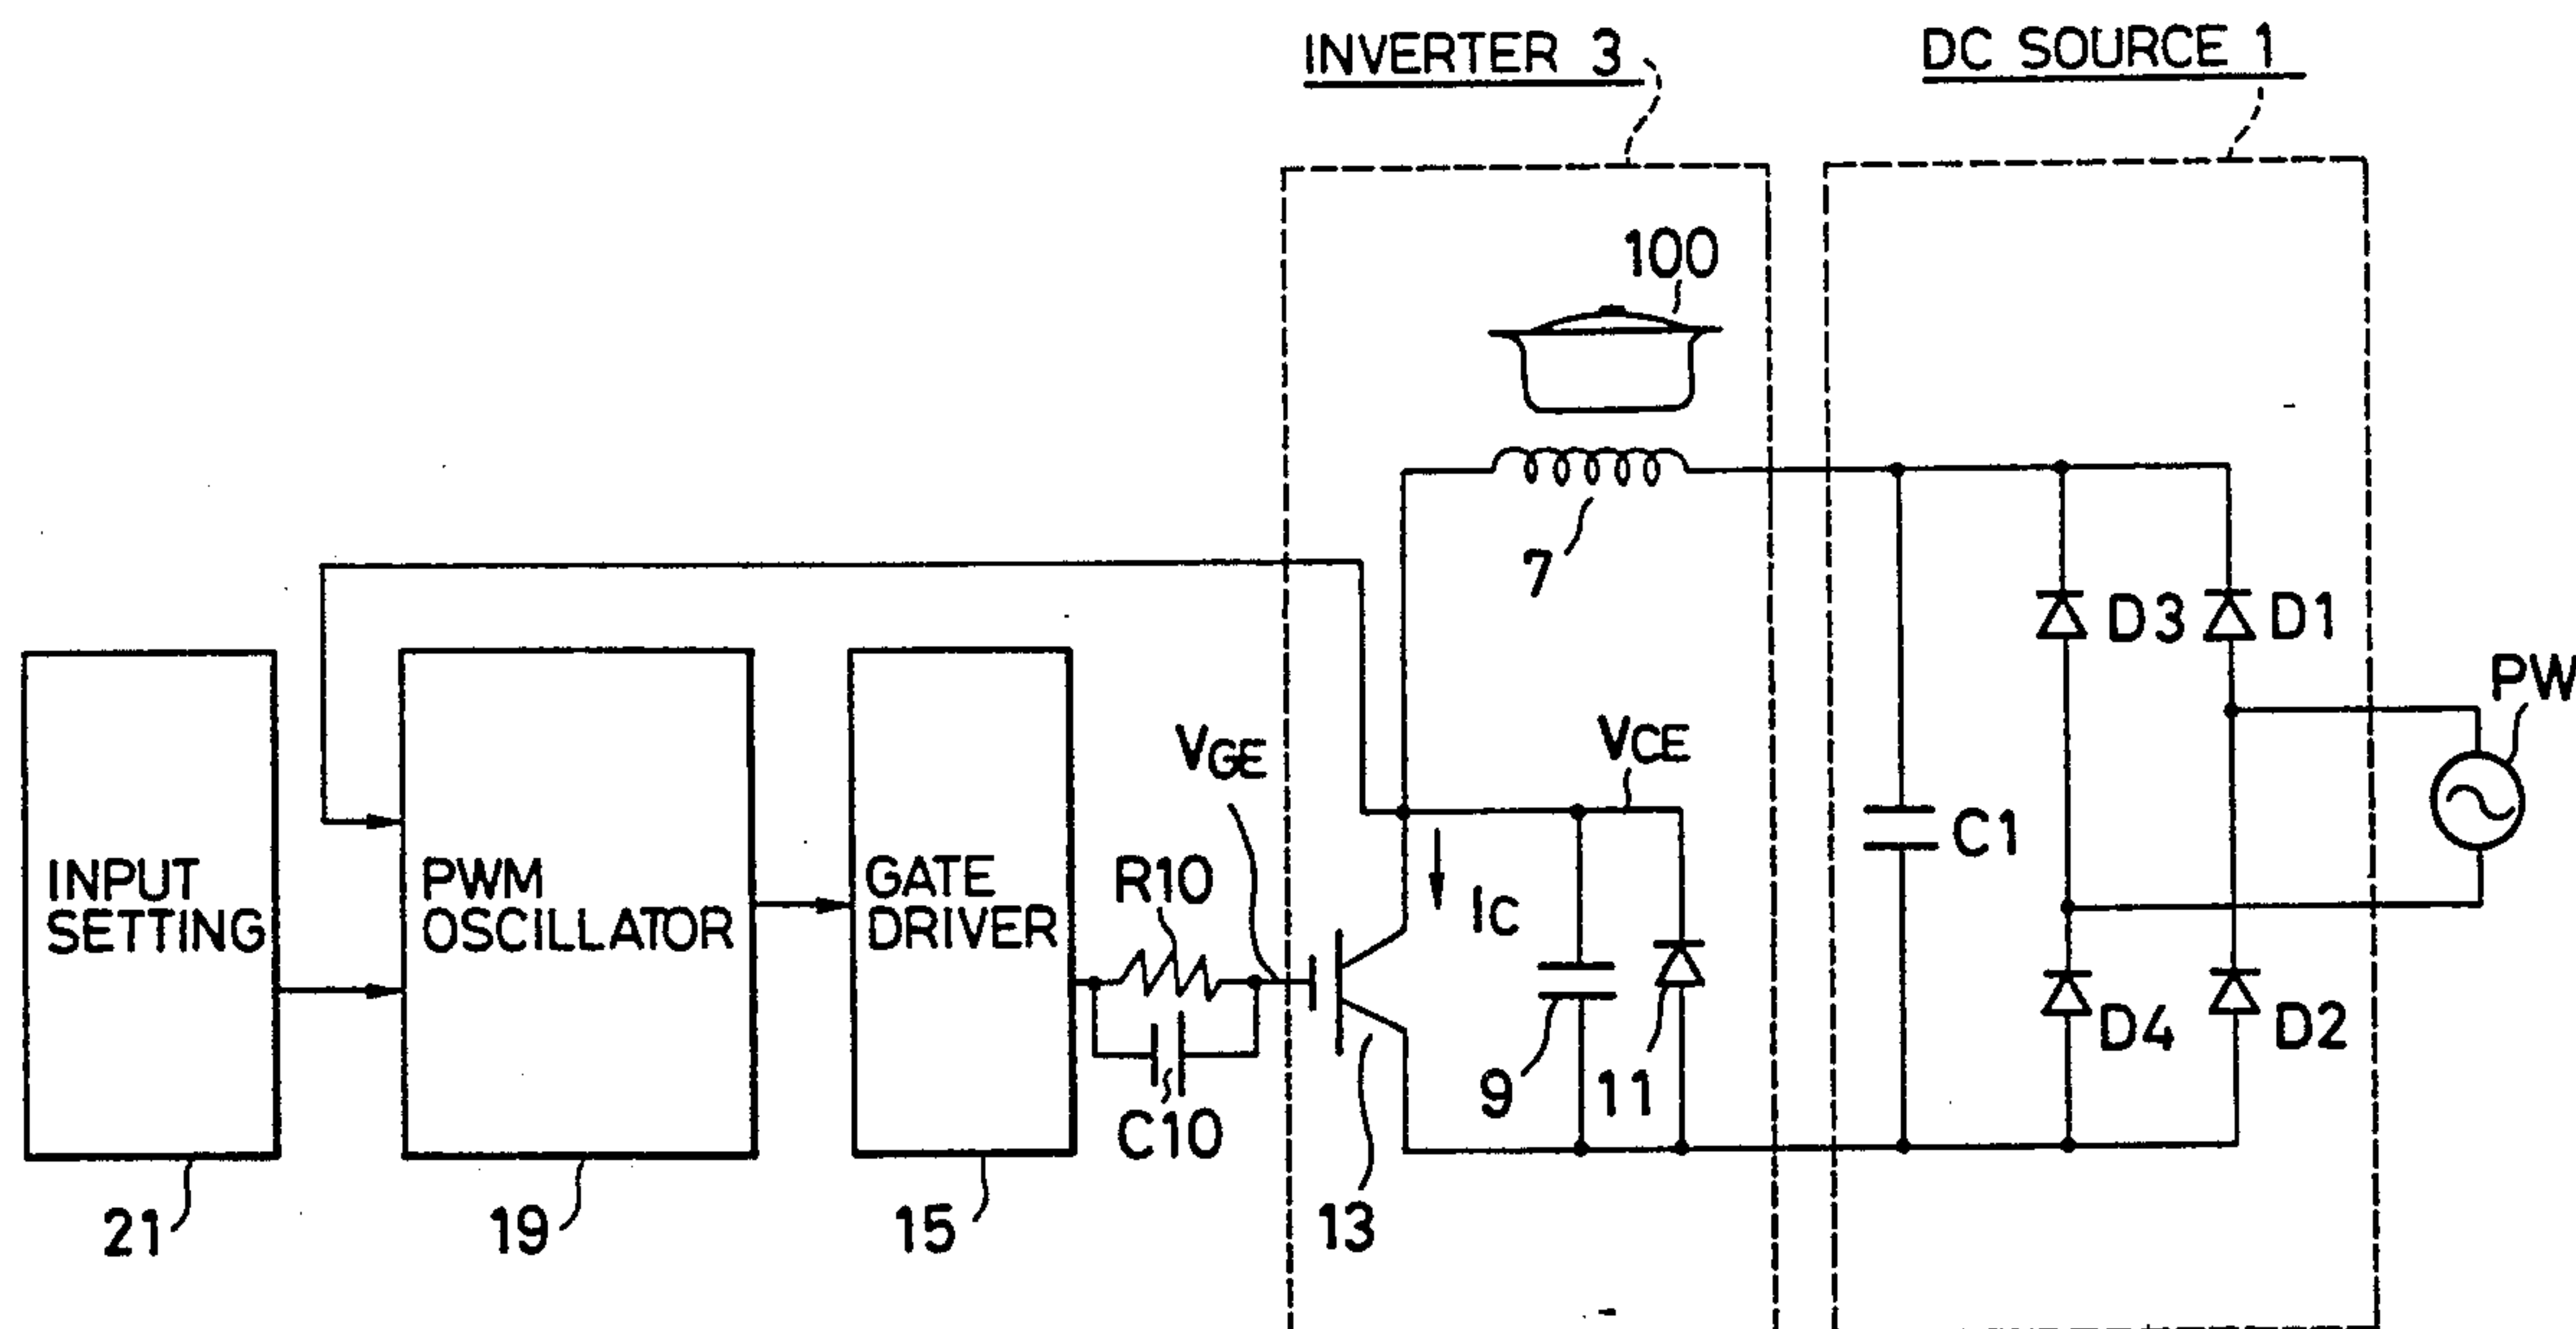 INVERTER 3
DC SOURCE 1
100
7
D3
D1
PW
VGE
VCE
C1
INPUT
SETTING
PWM
OSCILLATOR
GATE
DRIVER
R10
IC
C10
9
11
D4
D2
21
19
15
13